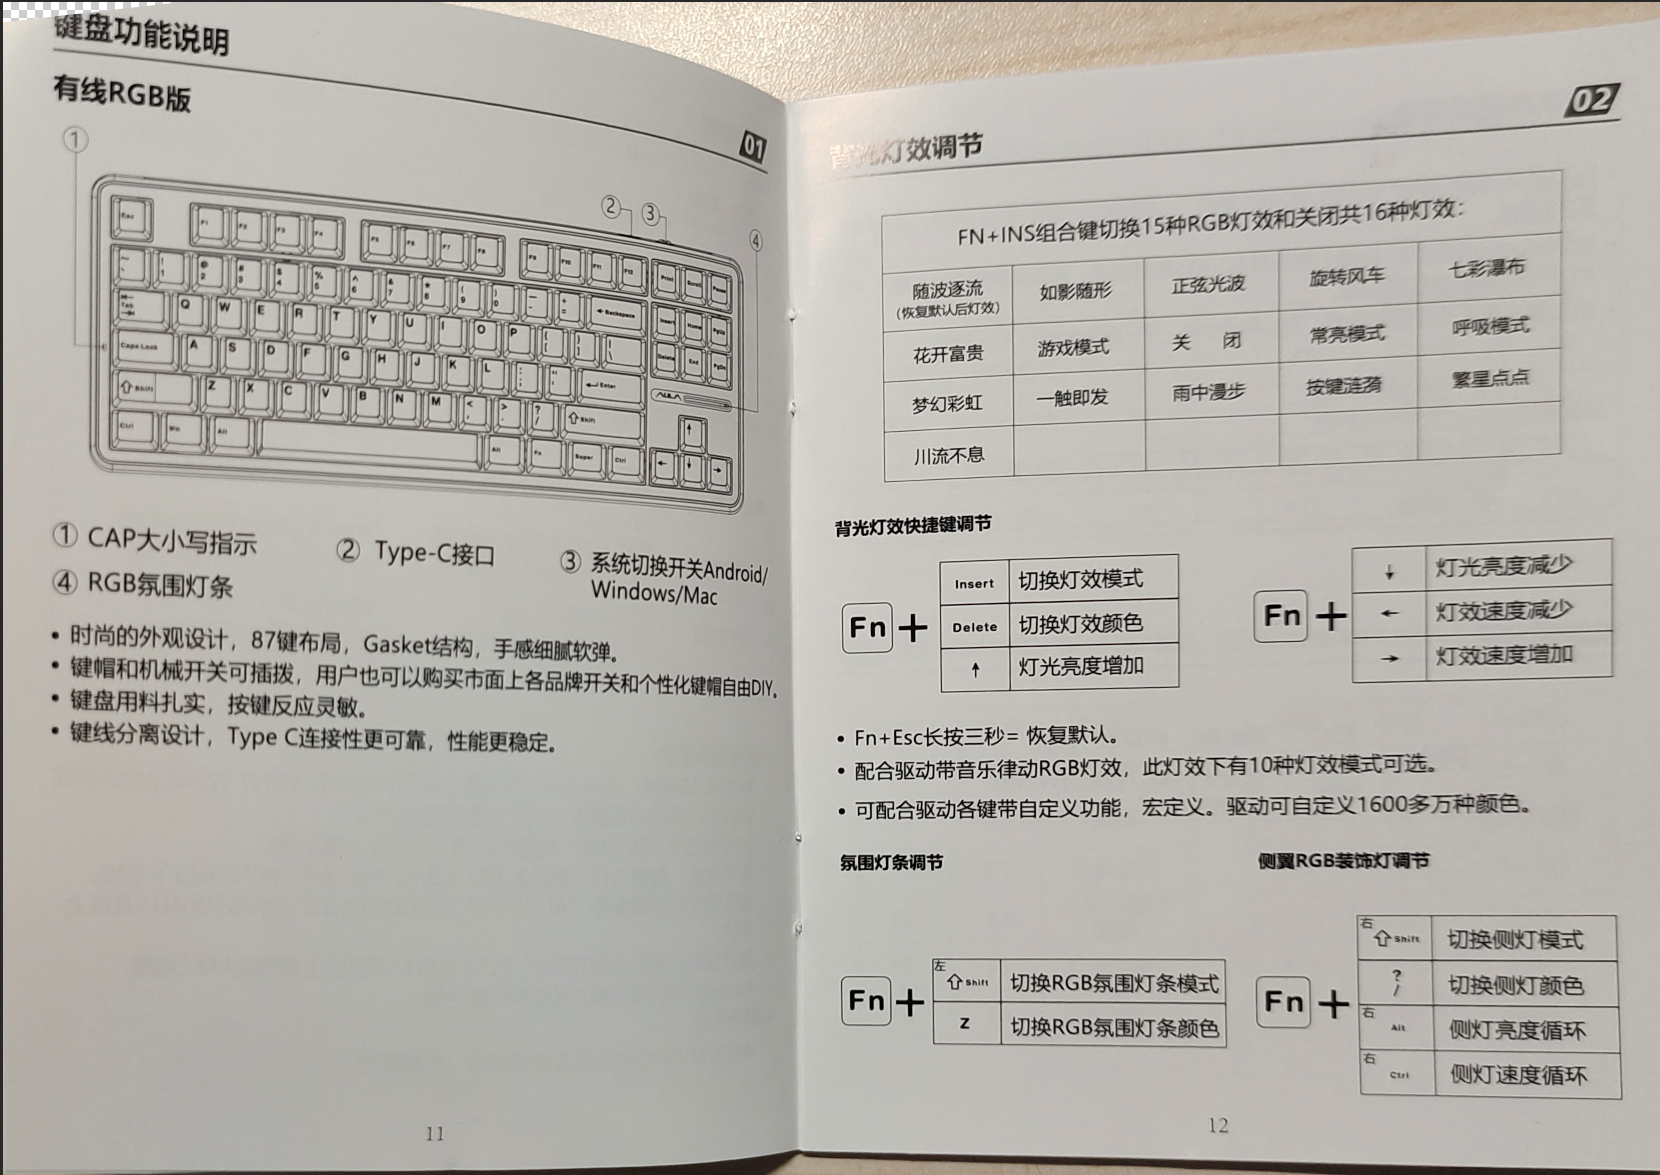 键盘功能说明
有线RGB版
01
①
②
③
④
Esc F1 F2 F3 F4 F5 F6 F7 F8 F9 F10 F11 F12 Print Scroll Pause
~ ` ! 1 @ 2 # 3 $ 4 % 5 ^ 6 & 7 * 8 ( 9 ) 0 — - + = ← Backspace Insert Home PgUp
Tab Q W E R T Y U I O P { [ } ] | \ Delete End PgDn
Caps Lock A S D F G H J K L : ; " ' ↵ Enter
AULA
⇧ Shift Z X C V B N M < , > . ? / ⇧ Shift ↑
Ctrl Win Alt Alt Fn Super Ctrl ← ↓ →
① CAP大小写指示 ② Type-C接口 ③ 系统切换开关Android/
Windows/Mac
④ RGB氛围灯条
• 时尚的外观设计，87键布局，Gasket结构，手感细腻软弹。
• 键帽和机械开关可插拨，用户也可以购买市面上各品牌开关和个性化键帽自由DIY。
• 键盘用料扎实，按键反应灵敏。
• 键线分离设计，Type C连接性更可靠，性能更稳定。
11
02
背光灯效调节
FN+INS组合键切换15种RGB灯效和关闭共16种灯效：
随波逐流 如影随形 正弦光波 旋转风车 七彩瀑布
(恢复默认后灯效)
花开富贵 游戏模式 关 闭 常亮模式 呼吸模式
梦幻彩虹 一触即发 雨中漫步 按键涟漪 繁星点点
川流不息
背光灯效快捷键调节
Fn +
Insert 切换灯效模式
Delete 切换灯效颜色
↑ 灯光亮度增加
Fn +
↓ 灯光亮度减少
← 灯效速度减少
→ 灯效速度增加
• Fn+Esc长按三秒= 恢复默认。
• 配合驱动带音乐律动RGB灯效，此灯效下有10种灯效模式可选。
• 可配合驱动各键带自定义功能，宏定义。驱动可自定义1600多万种颜色。
氛围灯条调节
Fn +
左 ⇧ Shift 切换RGB氛围灯条模式
Z 切换RGB氛围灯条颜色
侧翼RGB装饰灯调节
Fn +
右 ⇧ Shift 切换侧灯模式
? / 切换侧灯颜色
右 Alt 侧灯亮度循环
右 Ctrl 侧灯速度循环
12